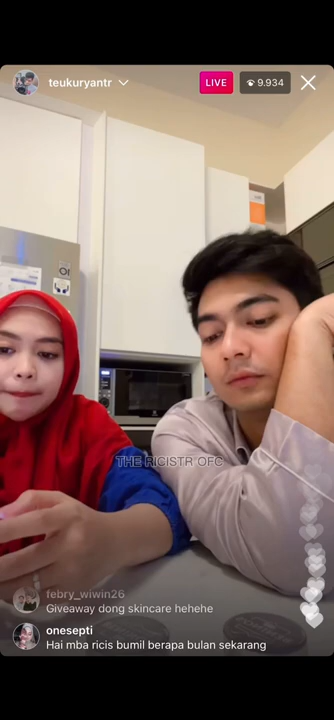 teukuryantr
LIVE
9.934
THE RICISTR OFC
febry_wiwin26
Giveaway dong skincare hehehe
onesepti
Hai mba ricis bumil berapa bulan sekarang